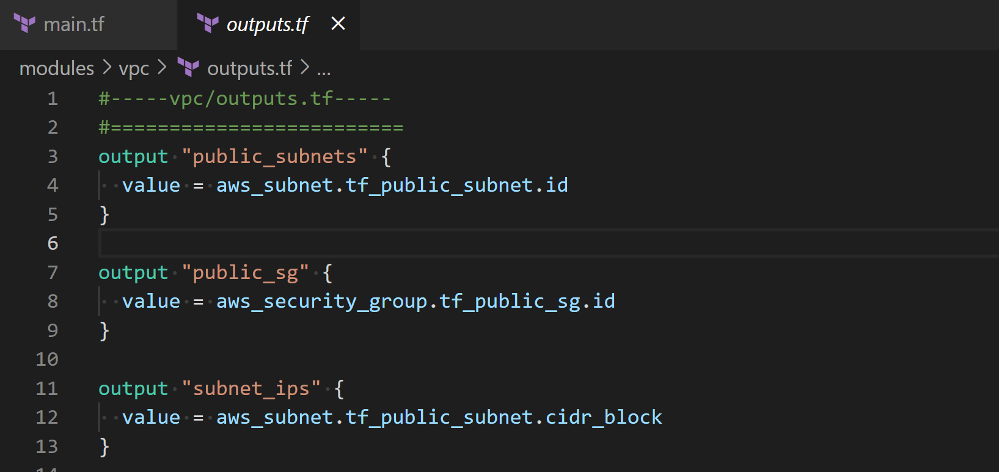 main.tf
outputs.tf ×
modules > vpc > outputs.tf > ...
1 #-----vpc/outputs.tf-----
2 #=========================
3 output "public_subnets" {
4   value = aws_subnet.tf_public_subnet.id
5 }
6
7 output "public_sg" {
8   value = aws_security_group.tf_public_sg.id
9 }
10
11 output "subnet_ips" {
12   value = aws_subnet.tf_public_subnet.cidr_block
13 }
14